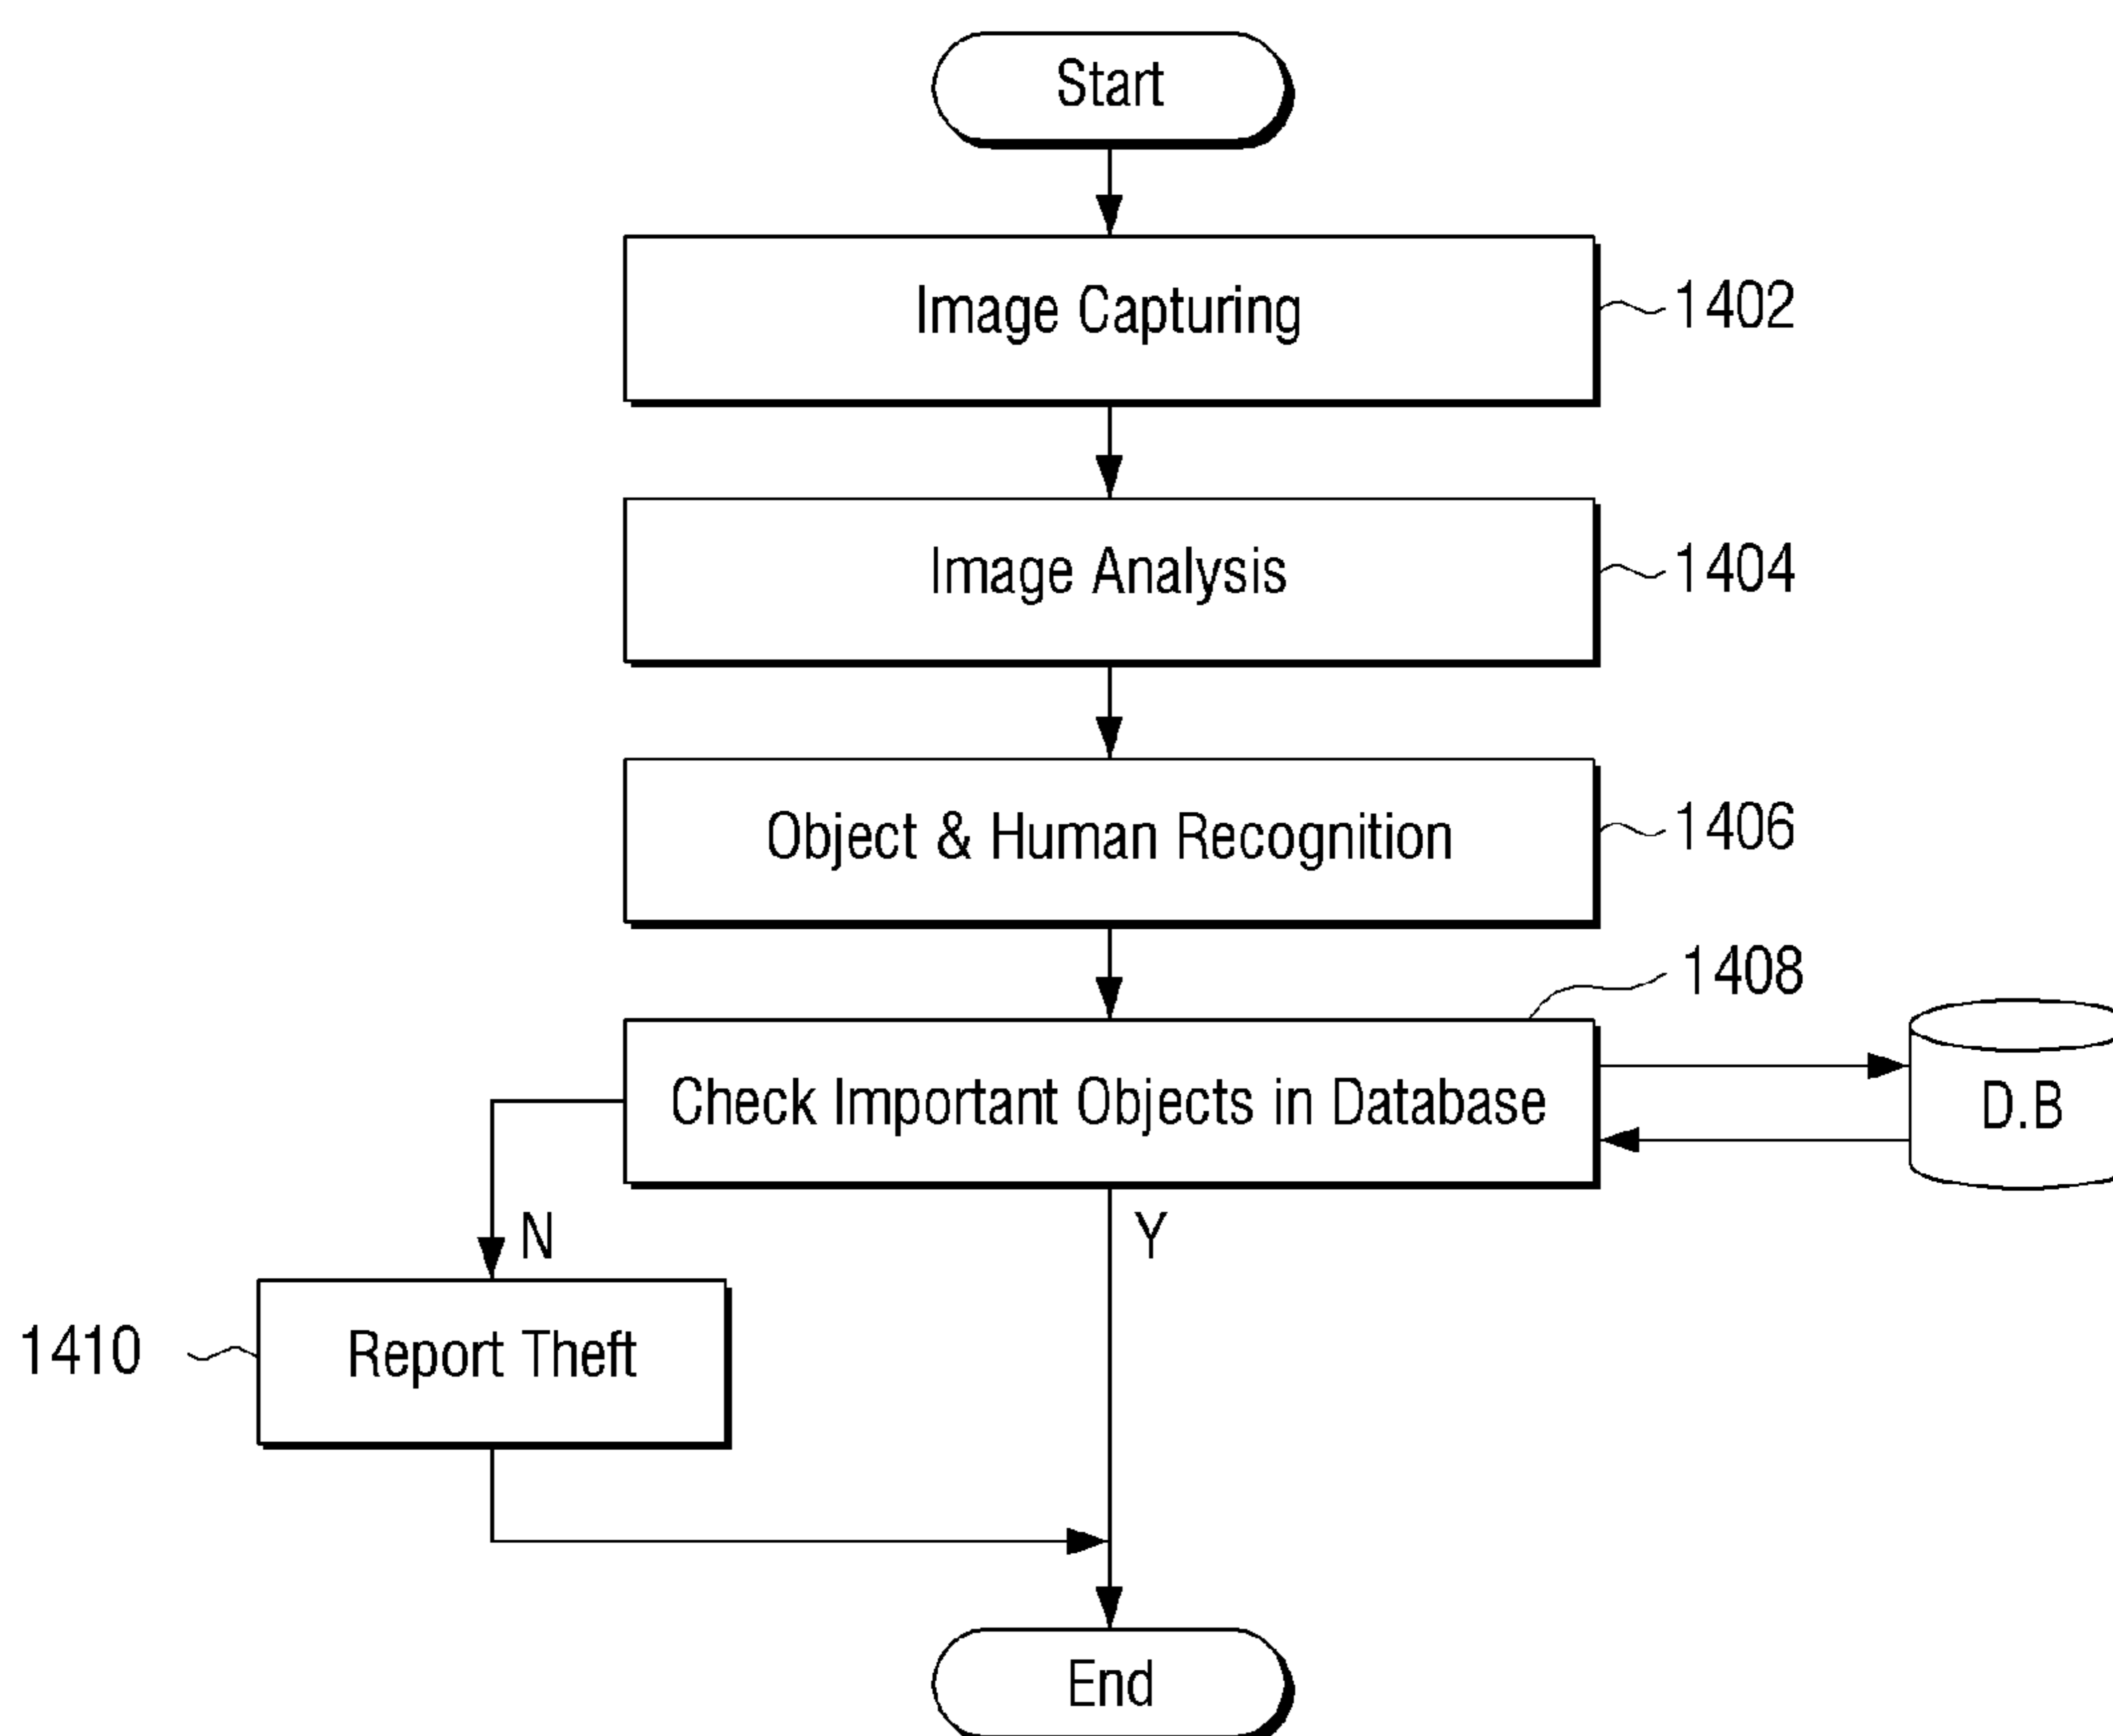 Start
Image Capturing
1402
Image Analysis
1404
Object & Human Recognition
1406
1408
Check Important Objects in Database
D.B
N
Y
1410
Report Theft
End